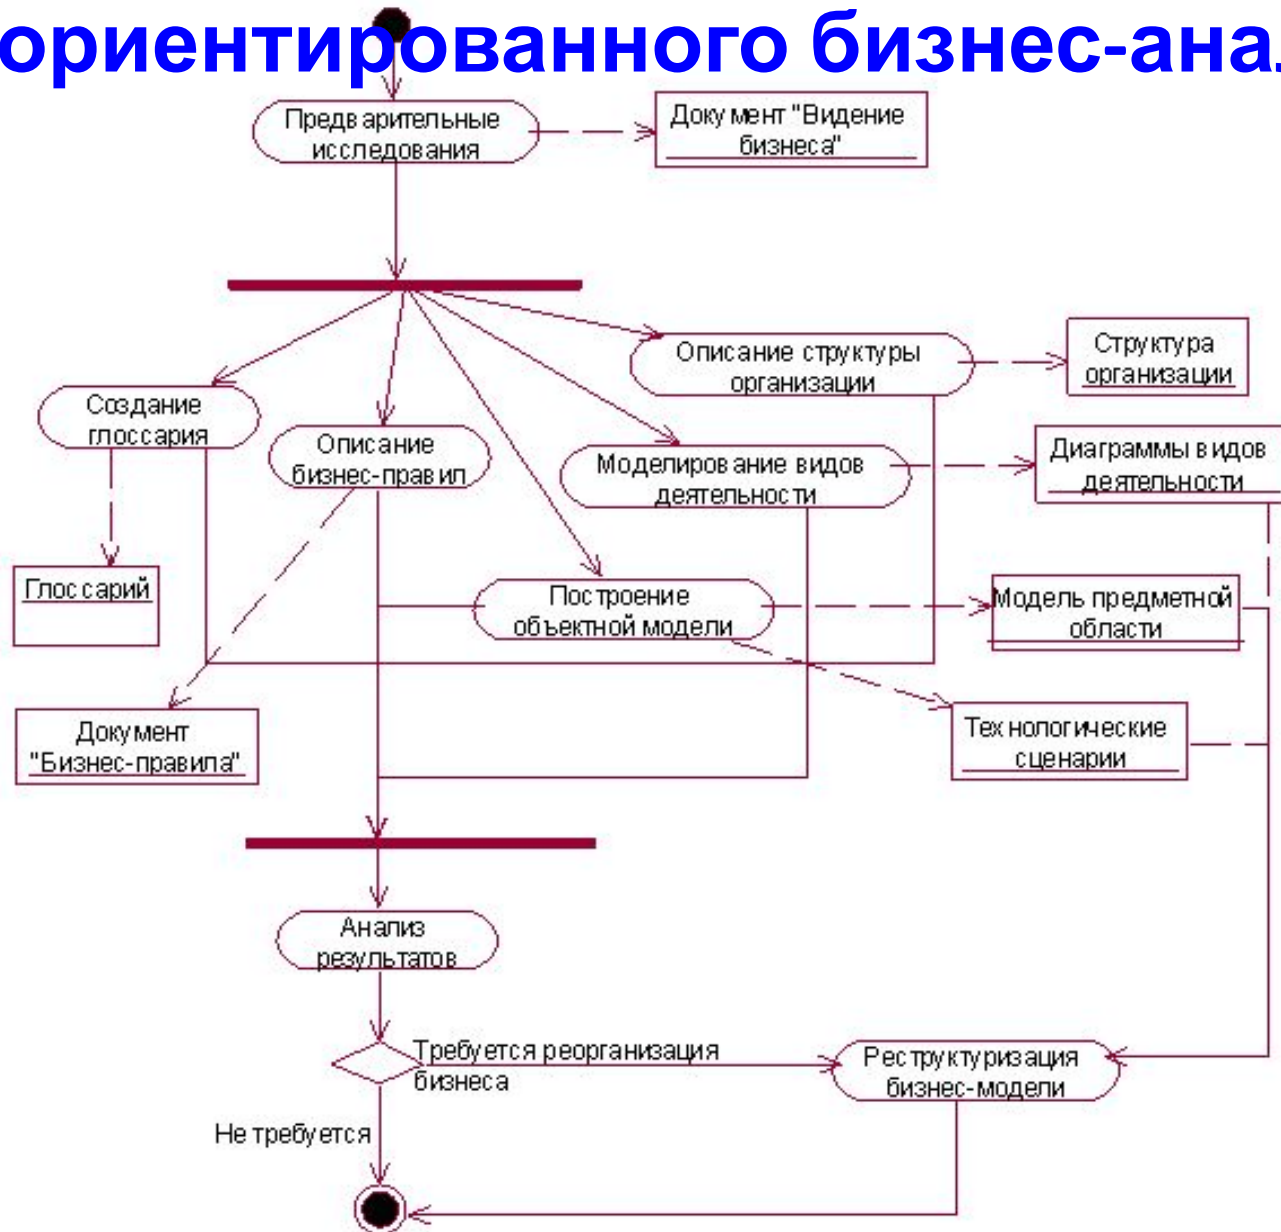 ориентированного бизнес-ана
Предварительные
исследования
Документ "Видение
бизнеса"
Описание структуры
организации
Структура
организации
Создание
глоссария
Описание
бизнес-правил
Моделирование видов
деятельности
Диаграммы видов
деятельности
Глоссарий
Построение
объектной модели
Модель предметной
области
Документ
"Бизнес-правила"
Технологические
сценарии
Анализ
результатов
Требуется реорганизация
бизнеса
Реструктуризация
бизнес-модели
Не требуется